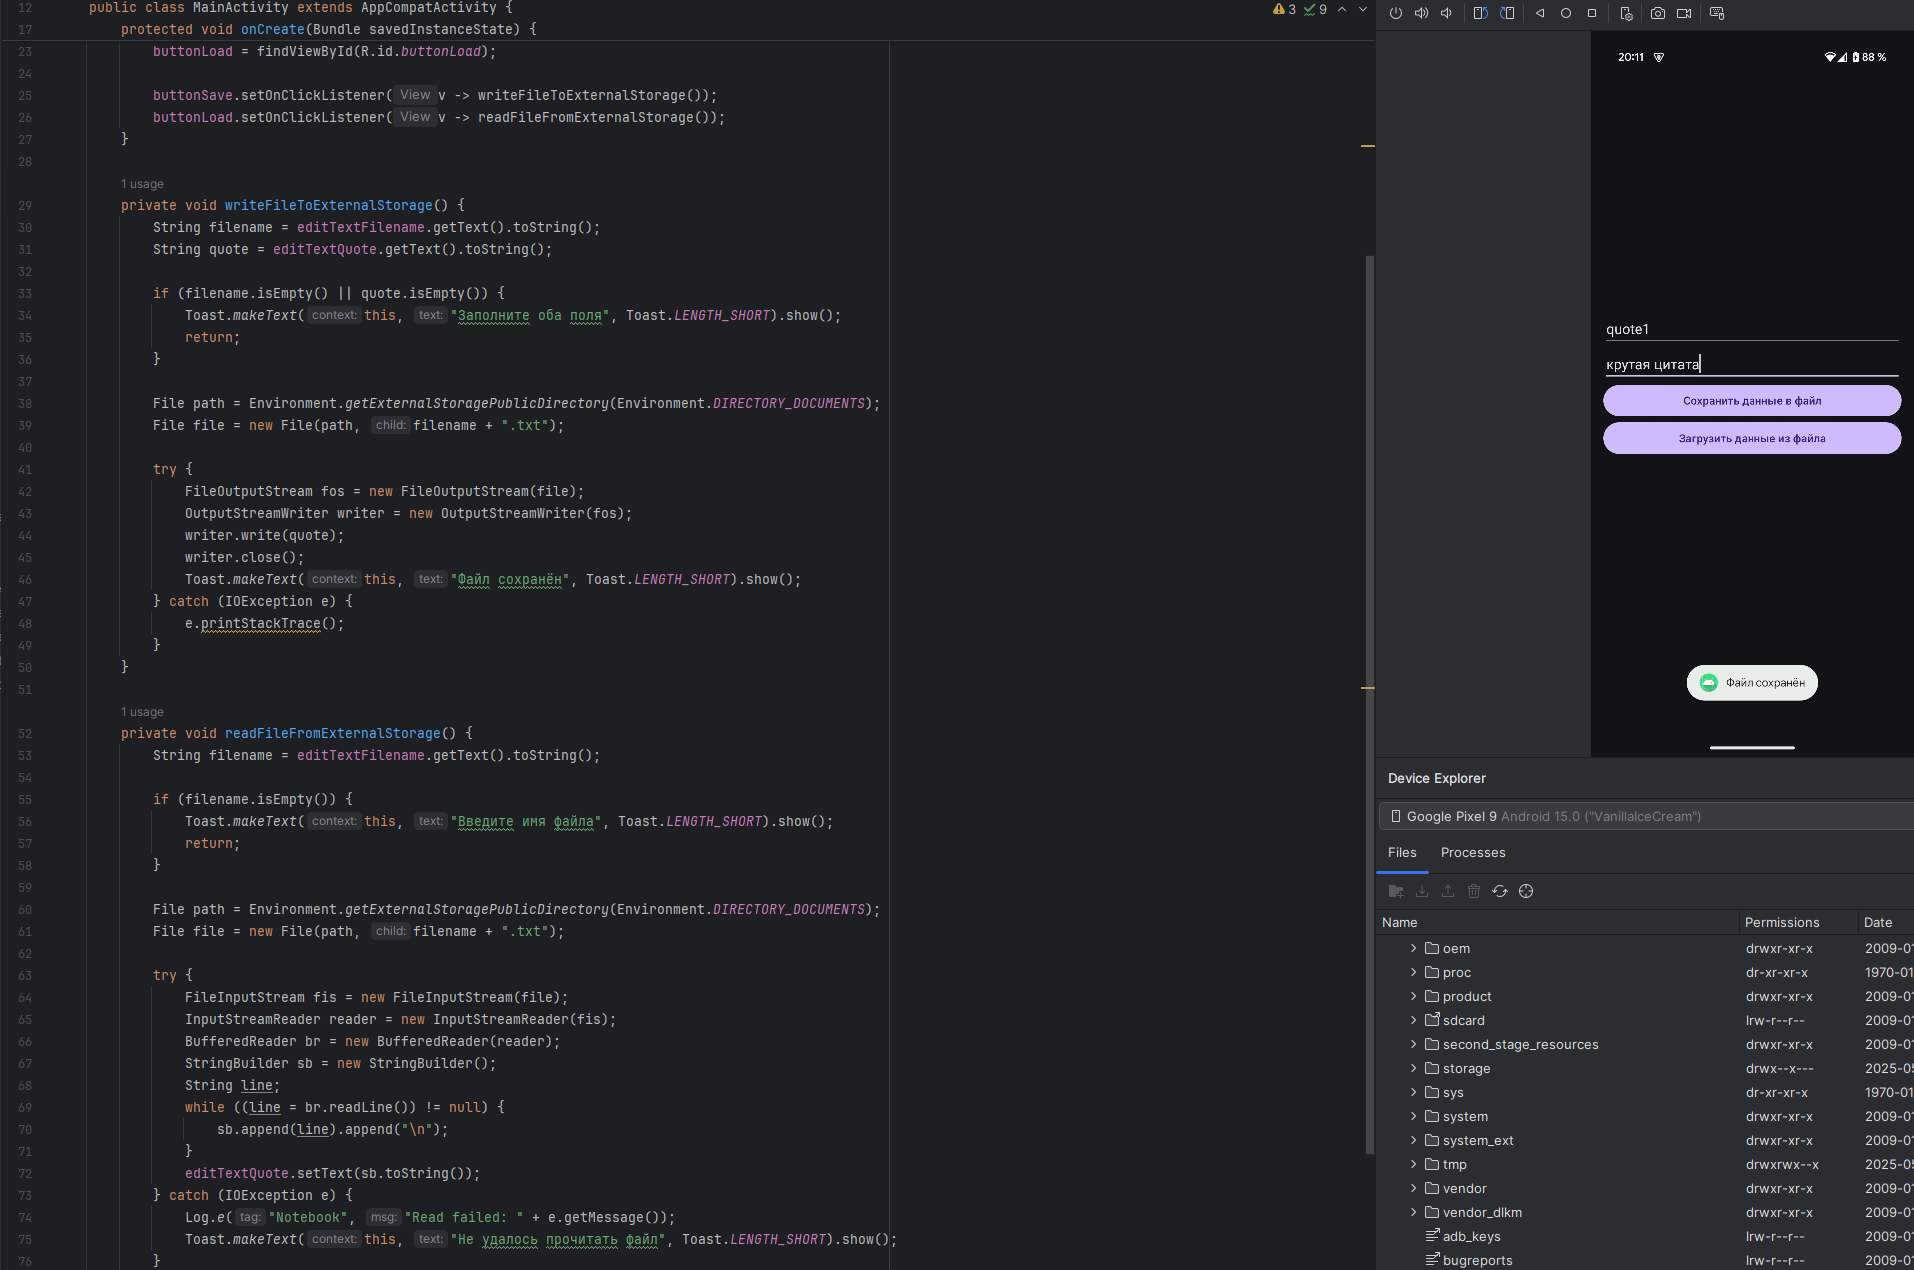 12 public class MainActivity extends AppCompatActivity {
17 protected void onCreate(Bundle savedInstanceState) {
23 buttonLoad = findViewById(R.id.buttonLoad);
24
25 buttonSave.setOnClickListener( View v -> writeFileToExternalStorage());
26 buttonLoad.setOnClickListener( View v -> readFileFromExternalStorage());
27 }
28
1 usage
29 private void writeFileToExternalStorage() {
30 String filename = editTextFilename.getText().toString();
31 String quote = editTextQuote.getText().toString();
32
33 if (filename.isEmpty() || quote.isEmpty()) {
34 Toast.makeText( context: this, text: "Заполните оба поля", Toast.LENGTH_SHORT).show();
35 return;
36 }
37
38 File path = Environment.getExternalStoragePublicDirectory(Environment.DIRECTORY_DOCUMENTS);
39 File file = new File(path, child: filename + ".txt");
40
41 try {
42 FileOutputStream fos = new FileOutputStream(file);
43 OutputStreamWriter writer = new OutputStreamWriter(fos);
44 writer.write(quote);
45 writer.close();
46 Toast.makeText( context: this, text: "Файл сохранён", Toast.LENGTH_SHORT).show();
47 } catch (IOException e) {
48 e.printStackTrace();
49 }
50 }
51
1 usage
52 private void readFileFromExternalStorage() {
53 String filename = editTextFilename.getText().toString();
54
55 if (filename.isEmpty()) {
56 Toast.makeText( context: this, text: "Введите имя файла", Toast.LENGTH_SHORT).show();
57 return;
58 }
59
60 File path = Environment.getExternalStoragePublicDirectory(Environment.DIRECTORY_DOCUMENTS);
61 File file = new File(path, child: filename + ".txt");
62
63 try {
64 FileInputStream fis = new FileInputStream(file);
65 InputStreamReader reader = new InputStreamReader(fis);
66 BufferedReader br = new BufferedReader(reader);
67 StringBuilder sb = new StringBuilder();
68 String line;
69 while ((line = br.readLine()) != null) {
70 sb.append(line).append("\n");
71 }
72 editTextQuote.setText(sb.toString());
73 } catch (IOException e) {
74 Log.e( tag: "Notebook", msg: "Read failed: " + e.getMessage());
75 Toast.makeText( context: this, text: "Не удалось прочитать файл", Toast.LENGTH_SHORT).show();
76 }
3 9
20:11 88 %
quote1
крутая цитата
Сохранить данные в файл
Загрузить данные из файла
Файл сохранён
Device Explorer
Google Pixel 9 Android 15.0 ("VanillaIceCream")
Files Processes
Name Permissions Date
oem drwxr-xr-x 2009-01
proc dr-xr-xr-x 1970-01
product drwxr-xr-x 2009-01
sdcard lrw-r--r-- 2009-01
second_stage_resources drwxr-xr-x 2009-01
storage drwx--x--- 2025-05
sys dr-xr-xr-x 1970-01
system drwxr-xr-x 2009-01
system_ext drwxr-xr-x 2009-01
tmp drwxrwx--x 2025-05
vendor drwxr-xr-x 2009-01
vendor_dlkm drwxr-xr-x 2009-01
adb_keys lrw-r--r-- 2009-01
bugreports lrw-r--r-- 2009-01